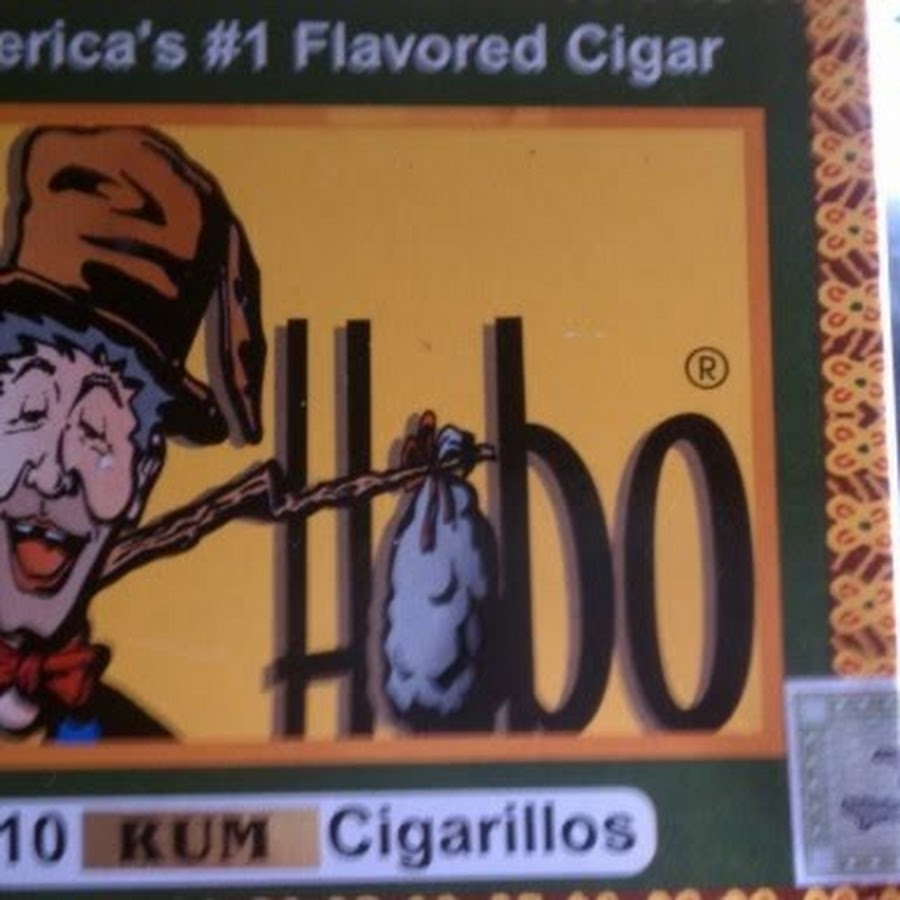 erica's #1 Flavored Cigar
Hobo®
10 RUM Cigarillos